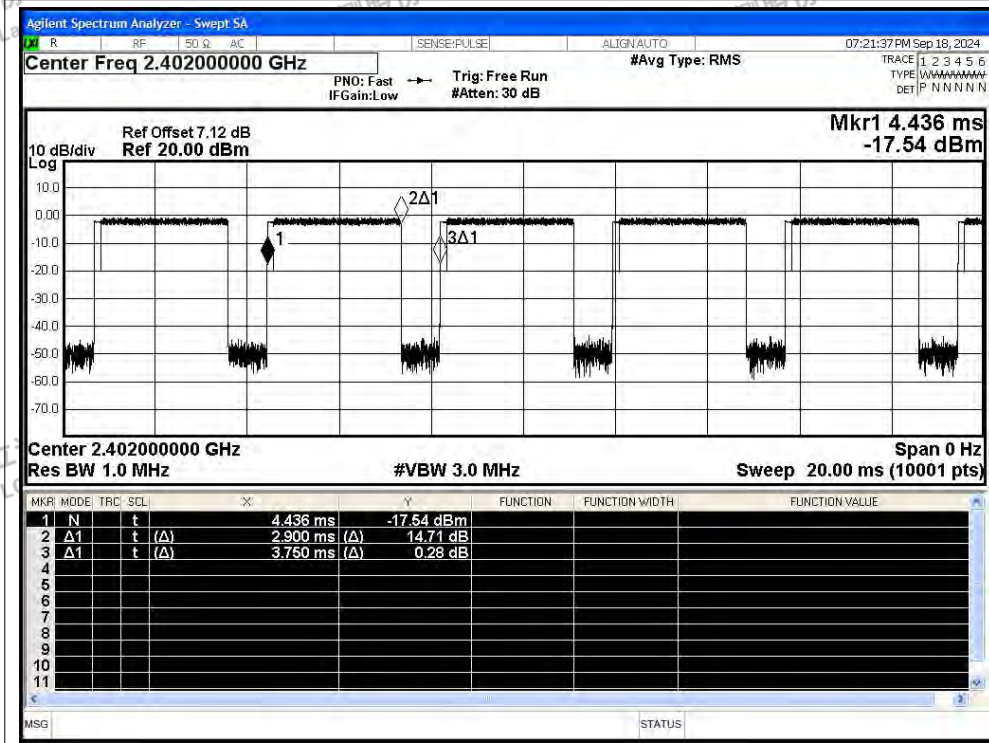 Agilent Spectrum Analyzer - Swept SA
LXI R RF 50 Ω AC SENSE:PULSE ALIGN AUTO 07:21:37 PM Sep 18, 2024
Center Freq 2.402000000 GHz
PNO: Fast
IFGain:Low
Trig: Free Run
#Atten: 30 dB
#Avg Type: RMS
TRACE 1 2 3 4 5 6
TYPE WWWWWW
DET P N N N N N
Mkr1 4.436 ms
-17.54 dBm
10 dB/div
Log
Ref Offset 7.12 dB
Ref 20.00 dBm
10.0
0.00
-10.0
-20.0
-30.0
-40.0
-50.0
-60.0
-70.0
2Δ1
1
3Δ1
Center 2.402000000 GHz Span 0 Hz
Res BW 1.0 MHz #VBW 3.0 MHz Sweep 20.00 ms (10001 pts)
MKR MODE TRC SCL X Y FUNCTION FUNCTION WIDTH FUNCTION VALUE
1 N t 4.436 ms -17.54 dBm
2 Δ1 t (Δ) 2.900 ms (Δ) 14.71 dB
3 Δ1 t (Δ) 3.750 ms (Δ) 0.28 dB
4
5
6
7
8
9
10
11
MSG STATUS